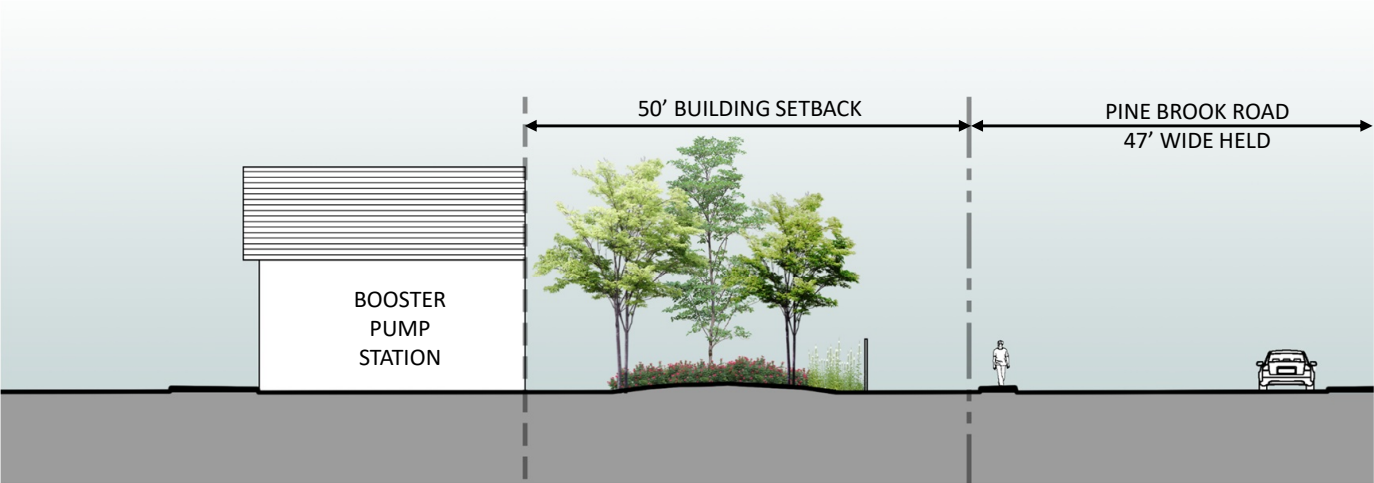 50’ BUILDING SETBACK
PINE BROOK ROAD
47’ WIDE HELD
BOOSTER
PUMP
STATION